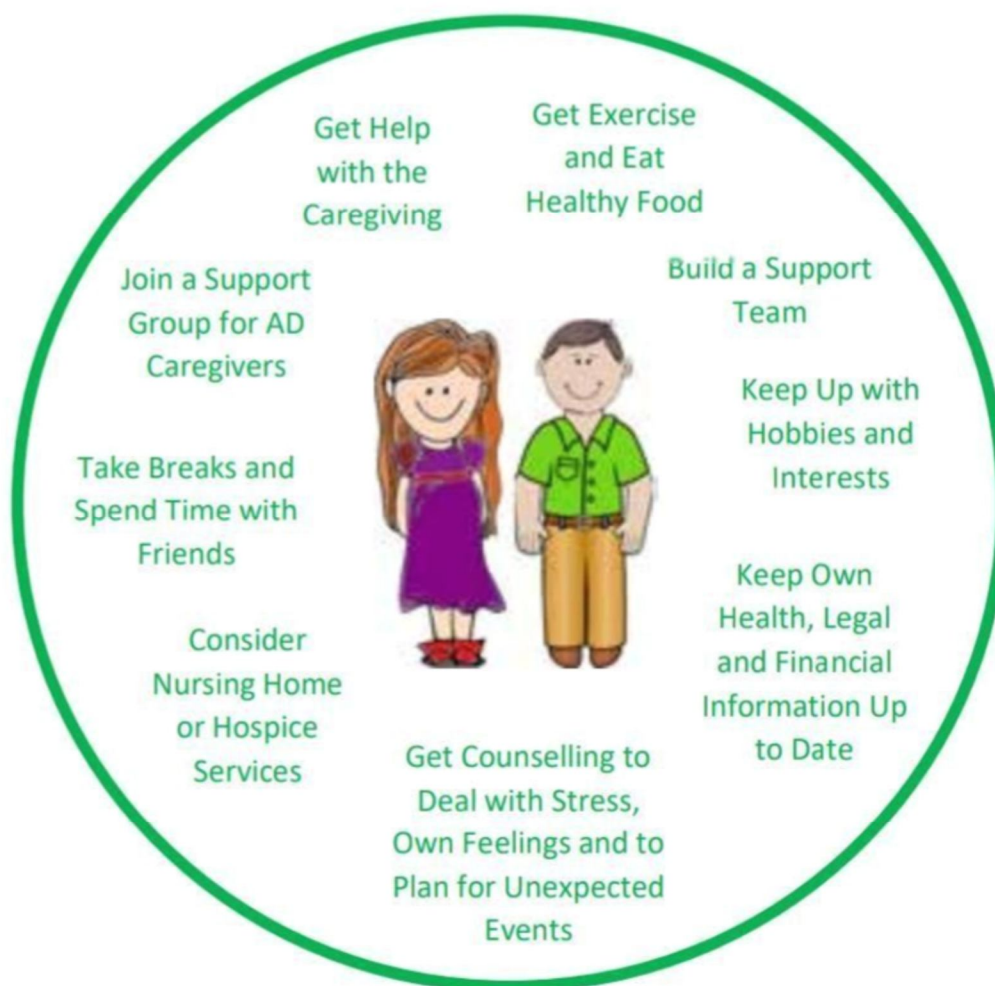 Get Help
with the
Caregiving
Get Exercise
and Eat
Healthy Food
Build a Support
Team
Keep Up with
Hobbies and
Interests
Keep Own
Health, Legal
and Financial
Information Up
to Date
Get Counselling to
Deal with Stress,
Own Feelings and to
Plan for Unexpected
Events
Consider
Nursing Home
or Hospice
Services
Take Breaks and
Spend Time with
Friends
Join a Support
Group for AD
Caregivers